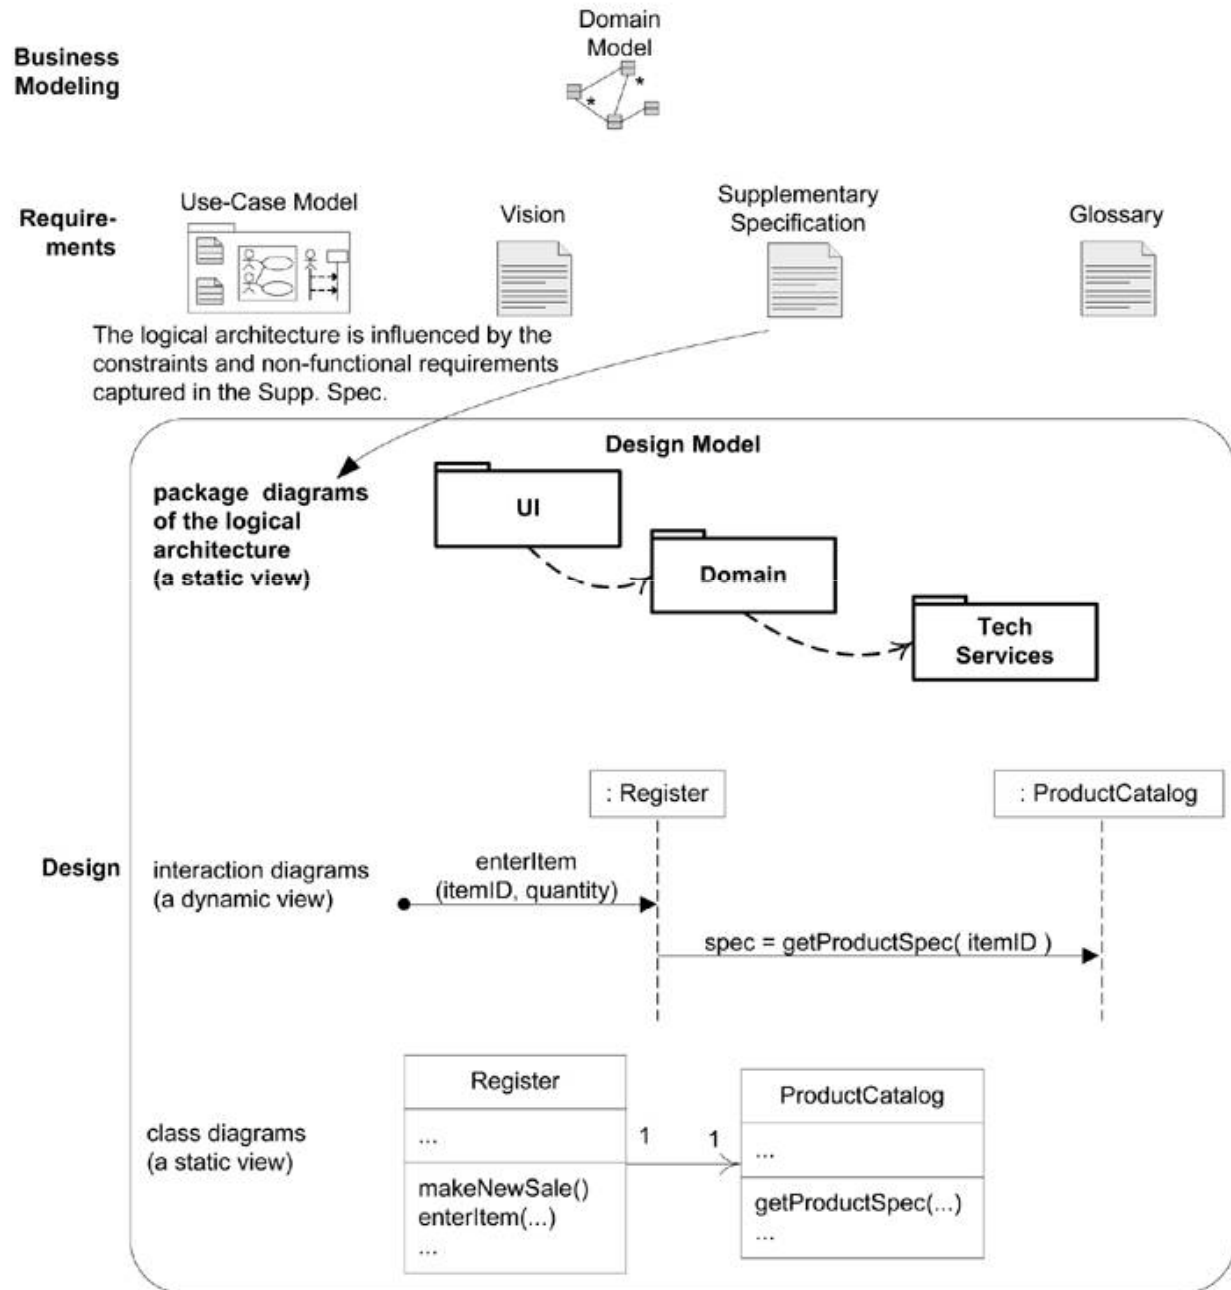 Domain
Model
Business
Modeling
*
*
Require-
ments
Use-Case Model
Vision
Supplementary
Specification
Glossary
The logical architecture is influenced by the
constraints and non-functional requirements
captured in the Supp. Spec.
Design Model
package diagrams
of the logical
architecture
(a static view)
UI
Domain
Tech
Services
: Register
: ProductCatalog
Design
interaction diagrams
(a dynamic view)
enterItem
(itemID, quantity)
spec = getProductSpec( itemID )
class diagrams
(a static view)
Register
...
makeNewSale()
enterItem(...)
...
1
1
ProductCatalog
...
getProductSpec(...)
...